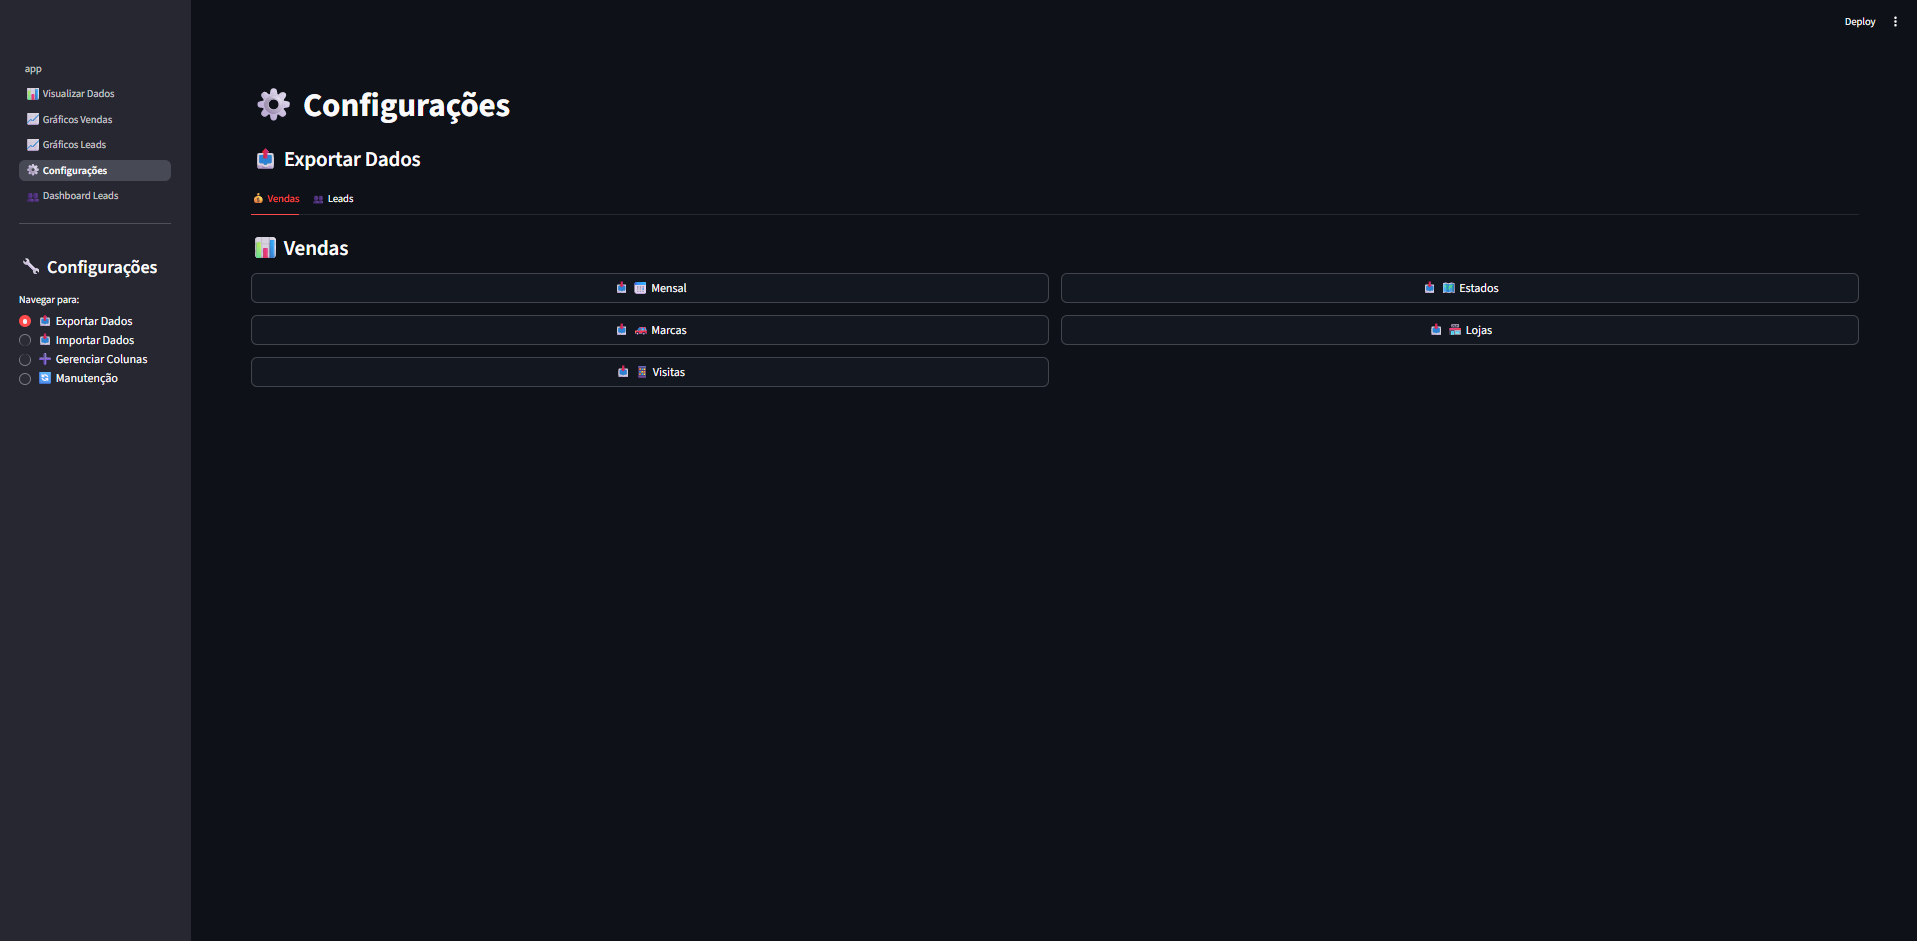 Deploy
app
Visualizar Dados
Gráficos Vendas
Gráficos Leads
Configurações
Dashboard Leads
Configurações
Navegar para:
Exportar Dados
Importar Dados
Gerenciar Colunas
Manutenção
Configurações
Exportar Dados
Vendas Leads
Vendas
Mensal Estados
Marcas Lojas
Visitas